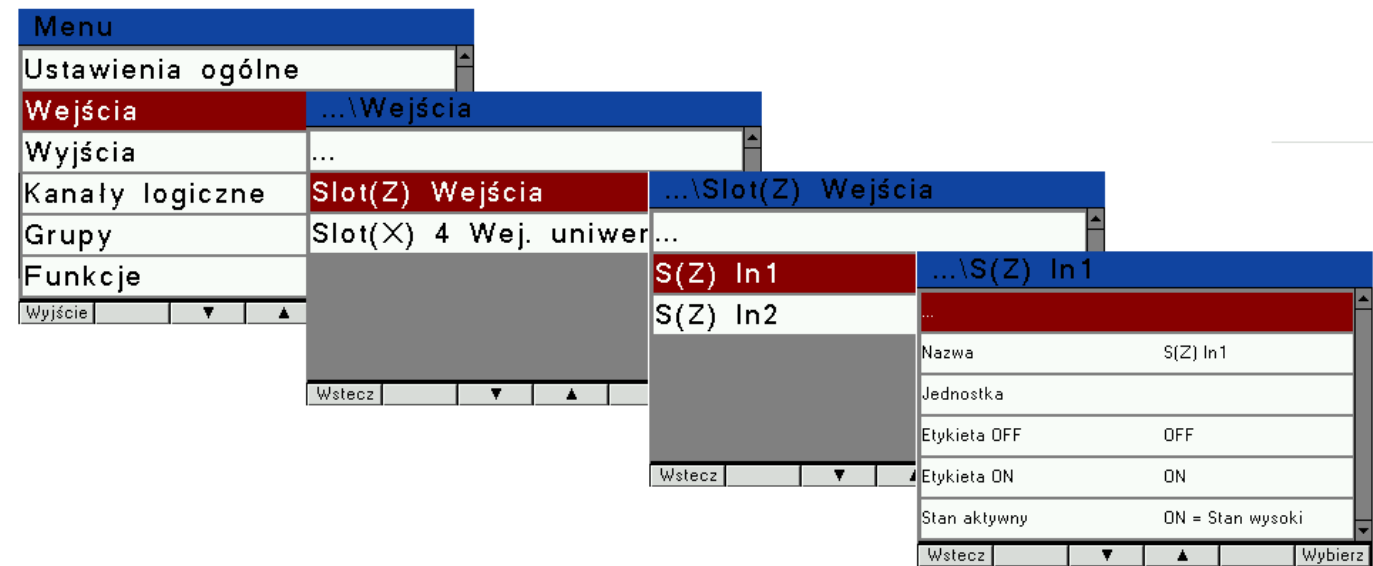 Menu
Ustawienia ogólne
Wejścia
Wyjścia
Kanały logiczne
Grupy
Funkcje
Wyjście ▼ ▲
...\Wejścia
...
Slot(Z) Wejścia
Slot(X) 4 Wej. uniwer
Wstecz ▼ ▲
...\Slot(Z) Wejścia
...
S(Z) In1
S(Z) In2
Wstecz ▼
...\S(Z) In1
...
Nazwa S(Z) In1
Jednostka
Etykieta OFF OFF
Etykieta ON ON
Stan aktywny ON = Stan wysoki
Wstecz ▼ ▲ Wybierz